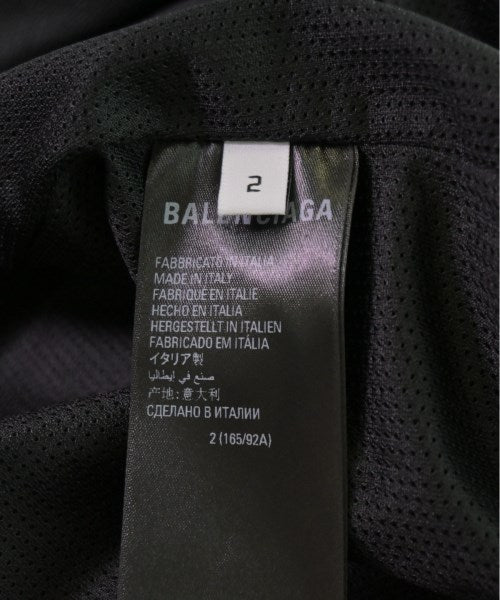 2
BALENCIAGA
FABBRICATO IN ITALIA
MADE IN ITALY
FABRIQUE EN ITALIE
HECHO EN ITALIA
HERGESTELLT IN ITALIEN
FABRICADO EM ITÁLIA
イタリア製
صنع في إيطاليا
产地:意大利
СДЕЛАНО В ИТАЛИИ
2 (165/92A)